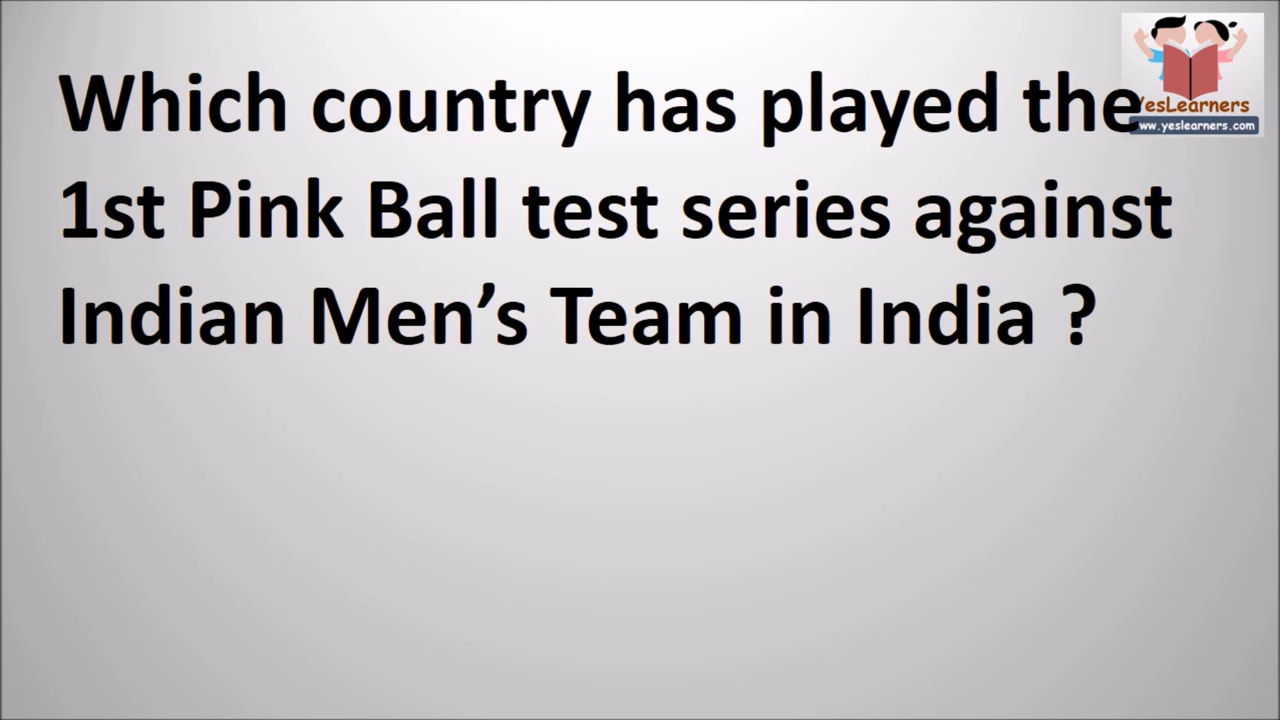 Which country has played the
1st Pink Ball test series against
Indian Men’s Team in India ?
YesLearners
www.yeslearners.com